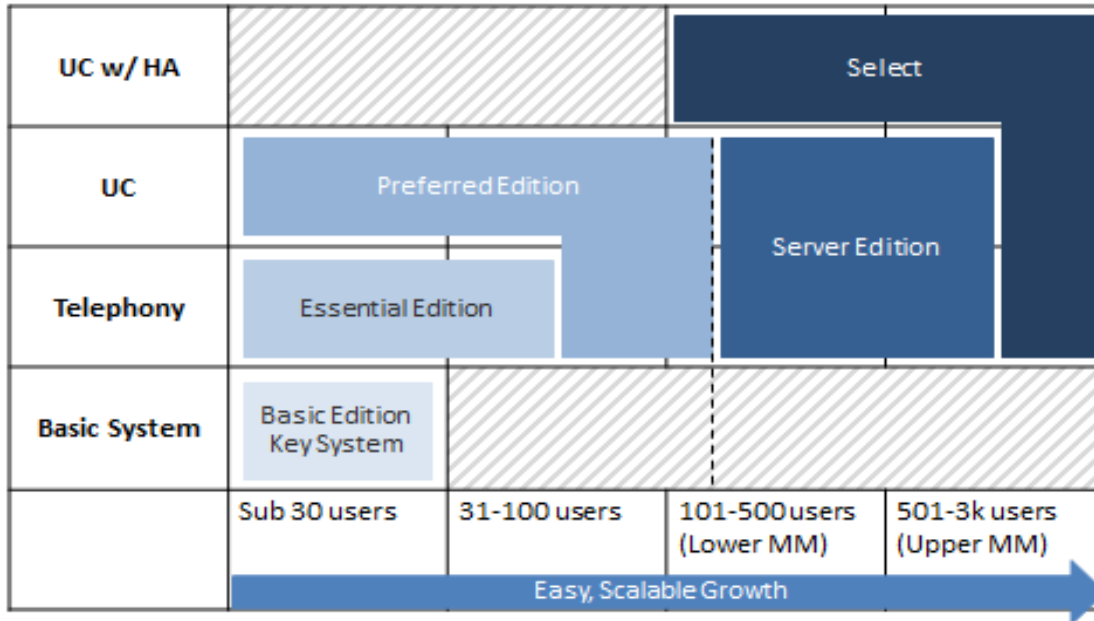 UC w/ HA
Select
UC
Preferred Edition
Server Edition
Telephony
Essential Edition
Basic System
Basic Edition
Key System
Sub 30 users
31-100 users
101-500 users
(Lower MM)
501-3k users
(Upper MM)
Easy, Scalable Growth